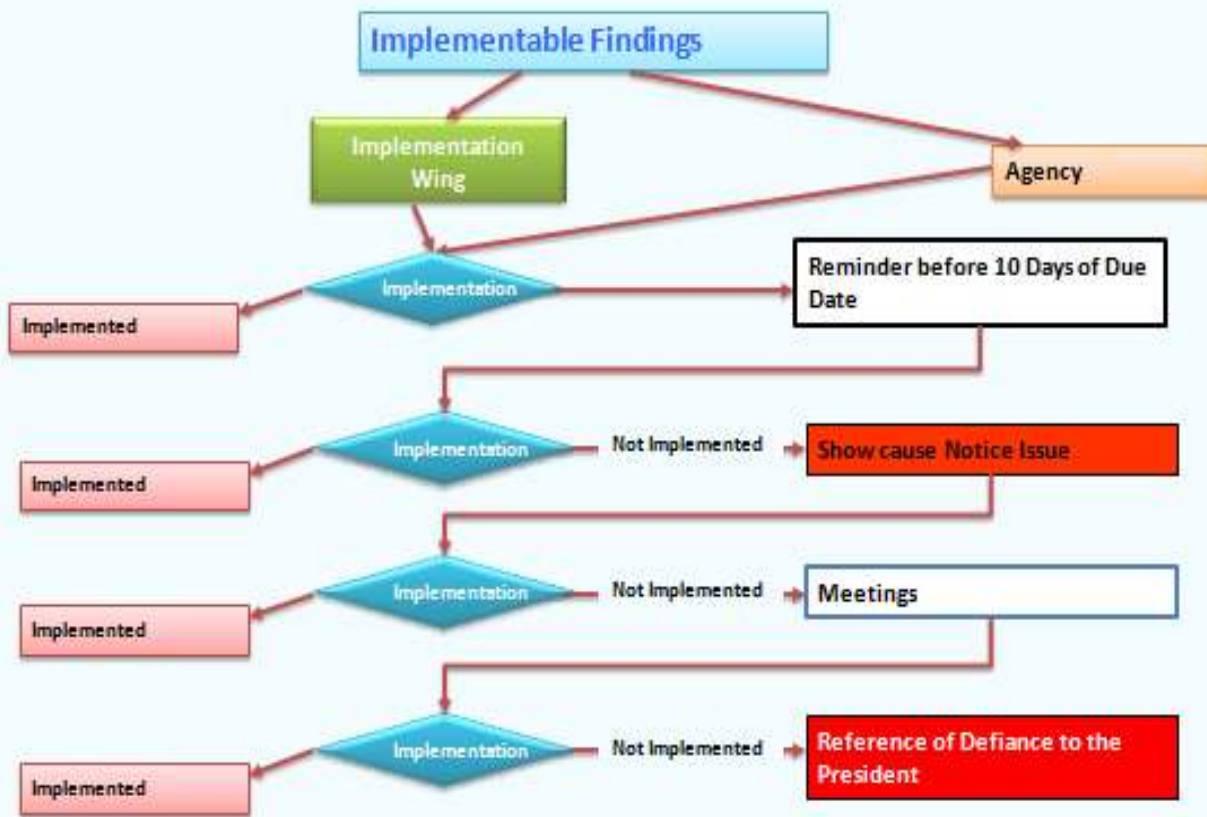 Implementable Findings
Implementation
Wing
Agency
Implementation
Reminder before 10 Days of Due
Date
Implemented
Implementation
Not Implemented
Show cause Notice Issue
Implemented
Implementation
Not Implemented
Meetings
Implemented
Implementation
Not Implemented
Reference of Defiance to the
President
Implemented